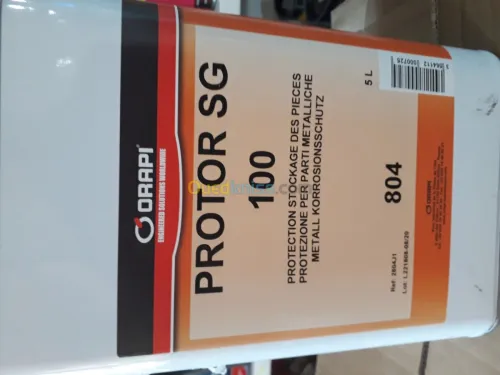 ORAPI
ENGINEERED SOLUTIONS WORLDWIDE
PROTOR SG
100
PROTECTION STOCKAGE DES PIECES
PROTEZIONE PER PARTI METALLICHE
METALL KORROSIONSSCHUTZ
804
5 L